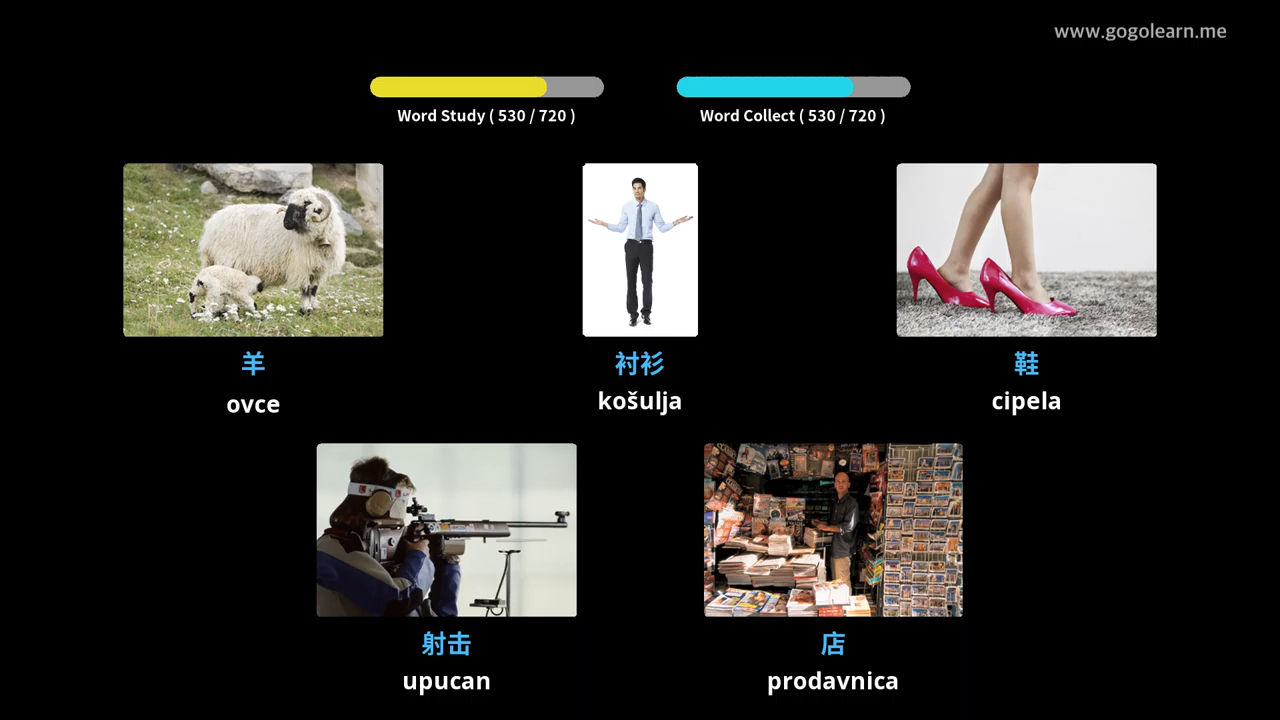 www.gogolearn.me
Word Study ( 530 / 720 )
Word Collect ( 530 / 720 )
羊
ovce
衬衫
košulja
鞋
cipela
射击
upucan
店
prodavnica